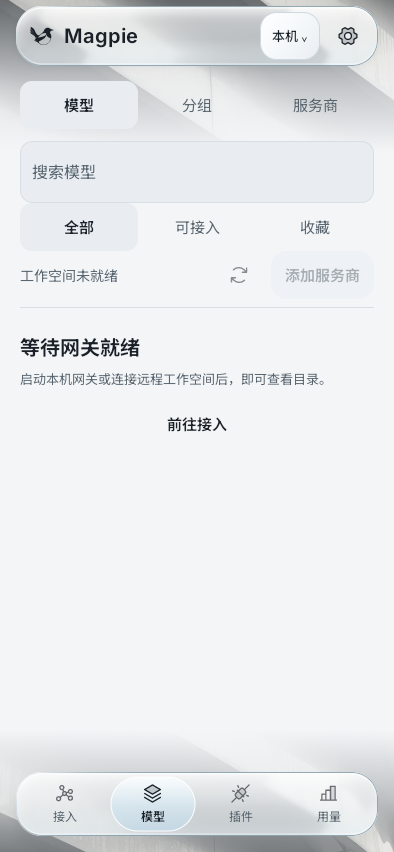 Magpie
本机
模型
分组
服务商
搜索模型
全部
可接入
收藏
工作空间未就绪
添加服务商
等待网关就绪
启动本机网关或连接远程工作空间后，即可查看目录。
前往接入
接入
模型
插件
用量